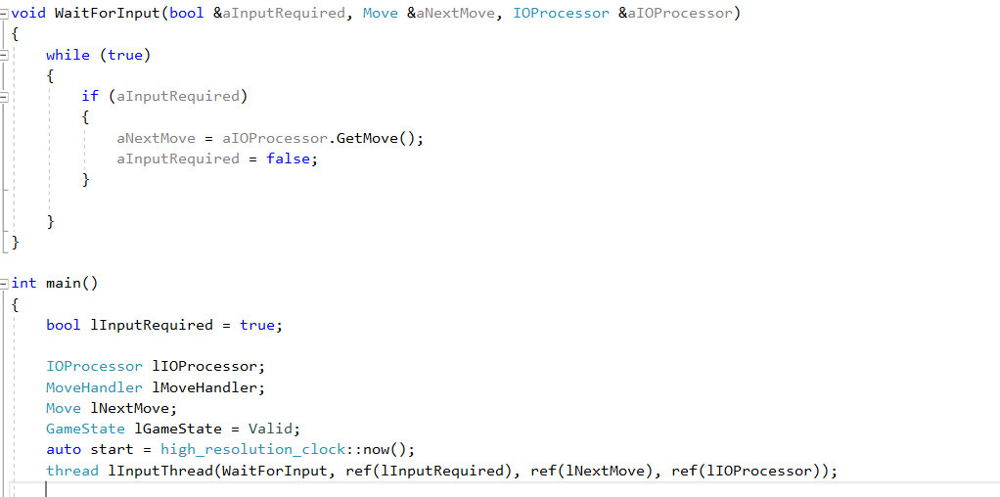 void WaitForInput(bool &aInputRequired, Move &aNextMove, IOProcessor &aIOProcessor)
{
    while (true)
    {
        if (aInputRequired)
        {
            aNextMove = aIOProcessor.GetMove();
            aInputRequired = false;
        }
    }
}
int main()
{
    bool lInputRequired = true;
    IOProcessor lIOProcessor;
    MoveHandler lMoveHandler;
    Move lNextMove;
    GameState lGameState = Valid;
    auto start = high_resolution_clock::now();
    thread lInputThread(WaitForInput, ref(lInputRequired), ref(lNextMove), ref(lIOProcessor));